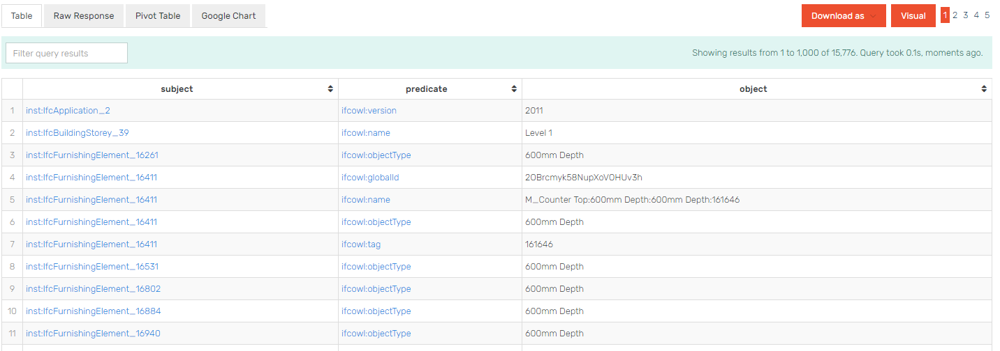 Table Raw Response Pivot Table Google Chart Download as Visual 1 2 3 4 5
Filter query results Showing results from 1 to 1,000 of 15,776. Query took 0.1s, moments ago.
subject predicate object
1 inst:IfcApplication_2 ifcowl:version 2011
2 inst:IfcBuildingStorey_39 ifcowl:name Level 1
3 inst:IfcFurnishingElement_16261 ifcowl:objectType 600mm Depth
4 inst:IfcFurnishingElement_16411 ifcowl:globalId 20Brcmyk58NupXoV0HUv3h
5 inst:IfcFurnishingElement_16411 ifcowl:name M_Counter Top:600mm Depth:600mm Depth:161646
6 inst:IfcFurnishingElement_16411 ifcowl:objectType 600mm Depth
7 inst:IfcFurnishingElement_16411 ifcowl:tag 161646
8 inst:IfcFurnishingElement_16531 ifcowl:objectType 600mm Depth
9 inst:IfcFurnishingElement_16802 ifcowl:objectType 600mm Depth
10 inst:IfcFurnishingElement_16884 ifcowl:objectType 600mm Depth
11 inst:IfcFurnishingElement_16940 ifcowl:objectType 600mm Depth